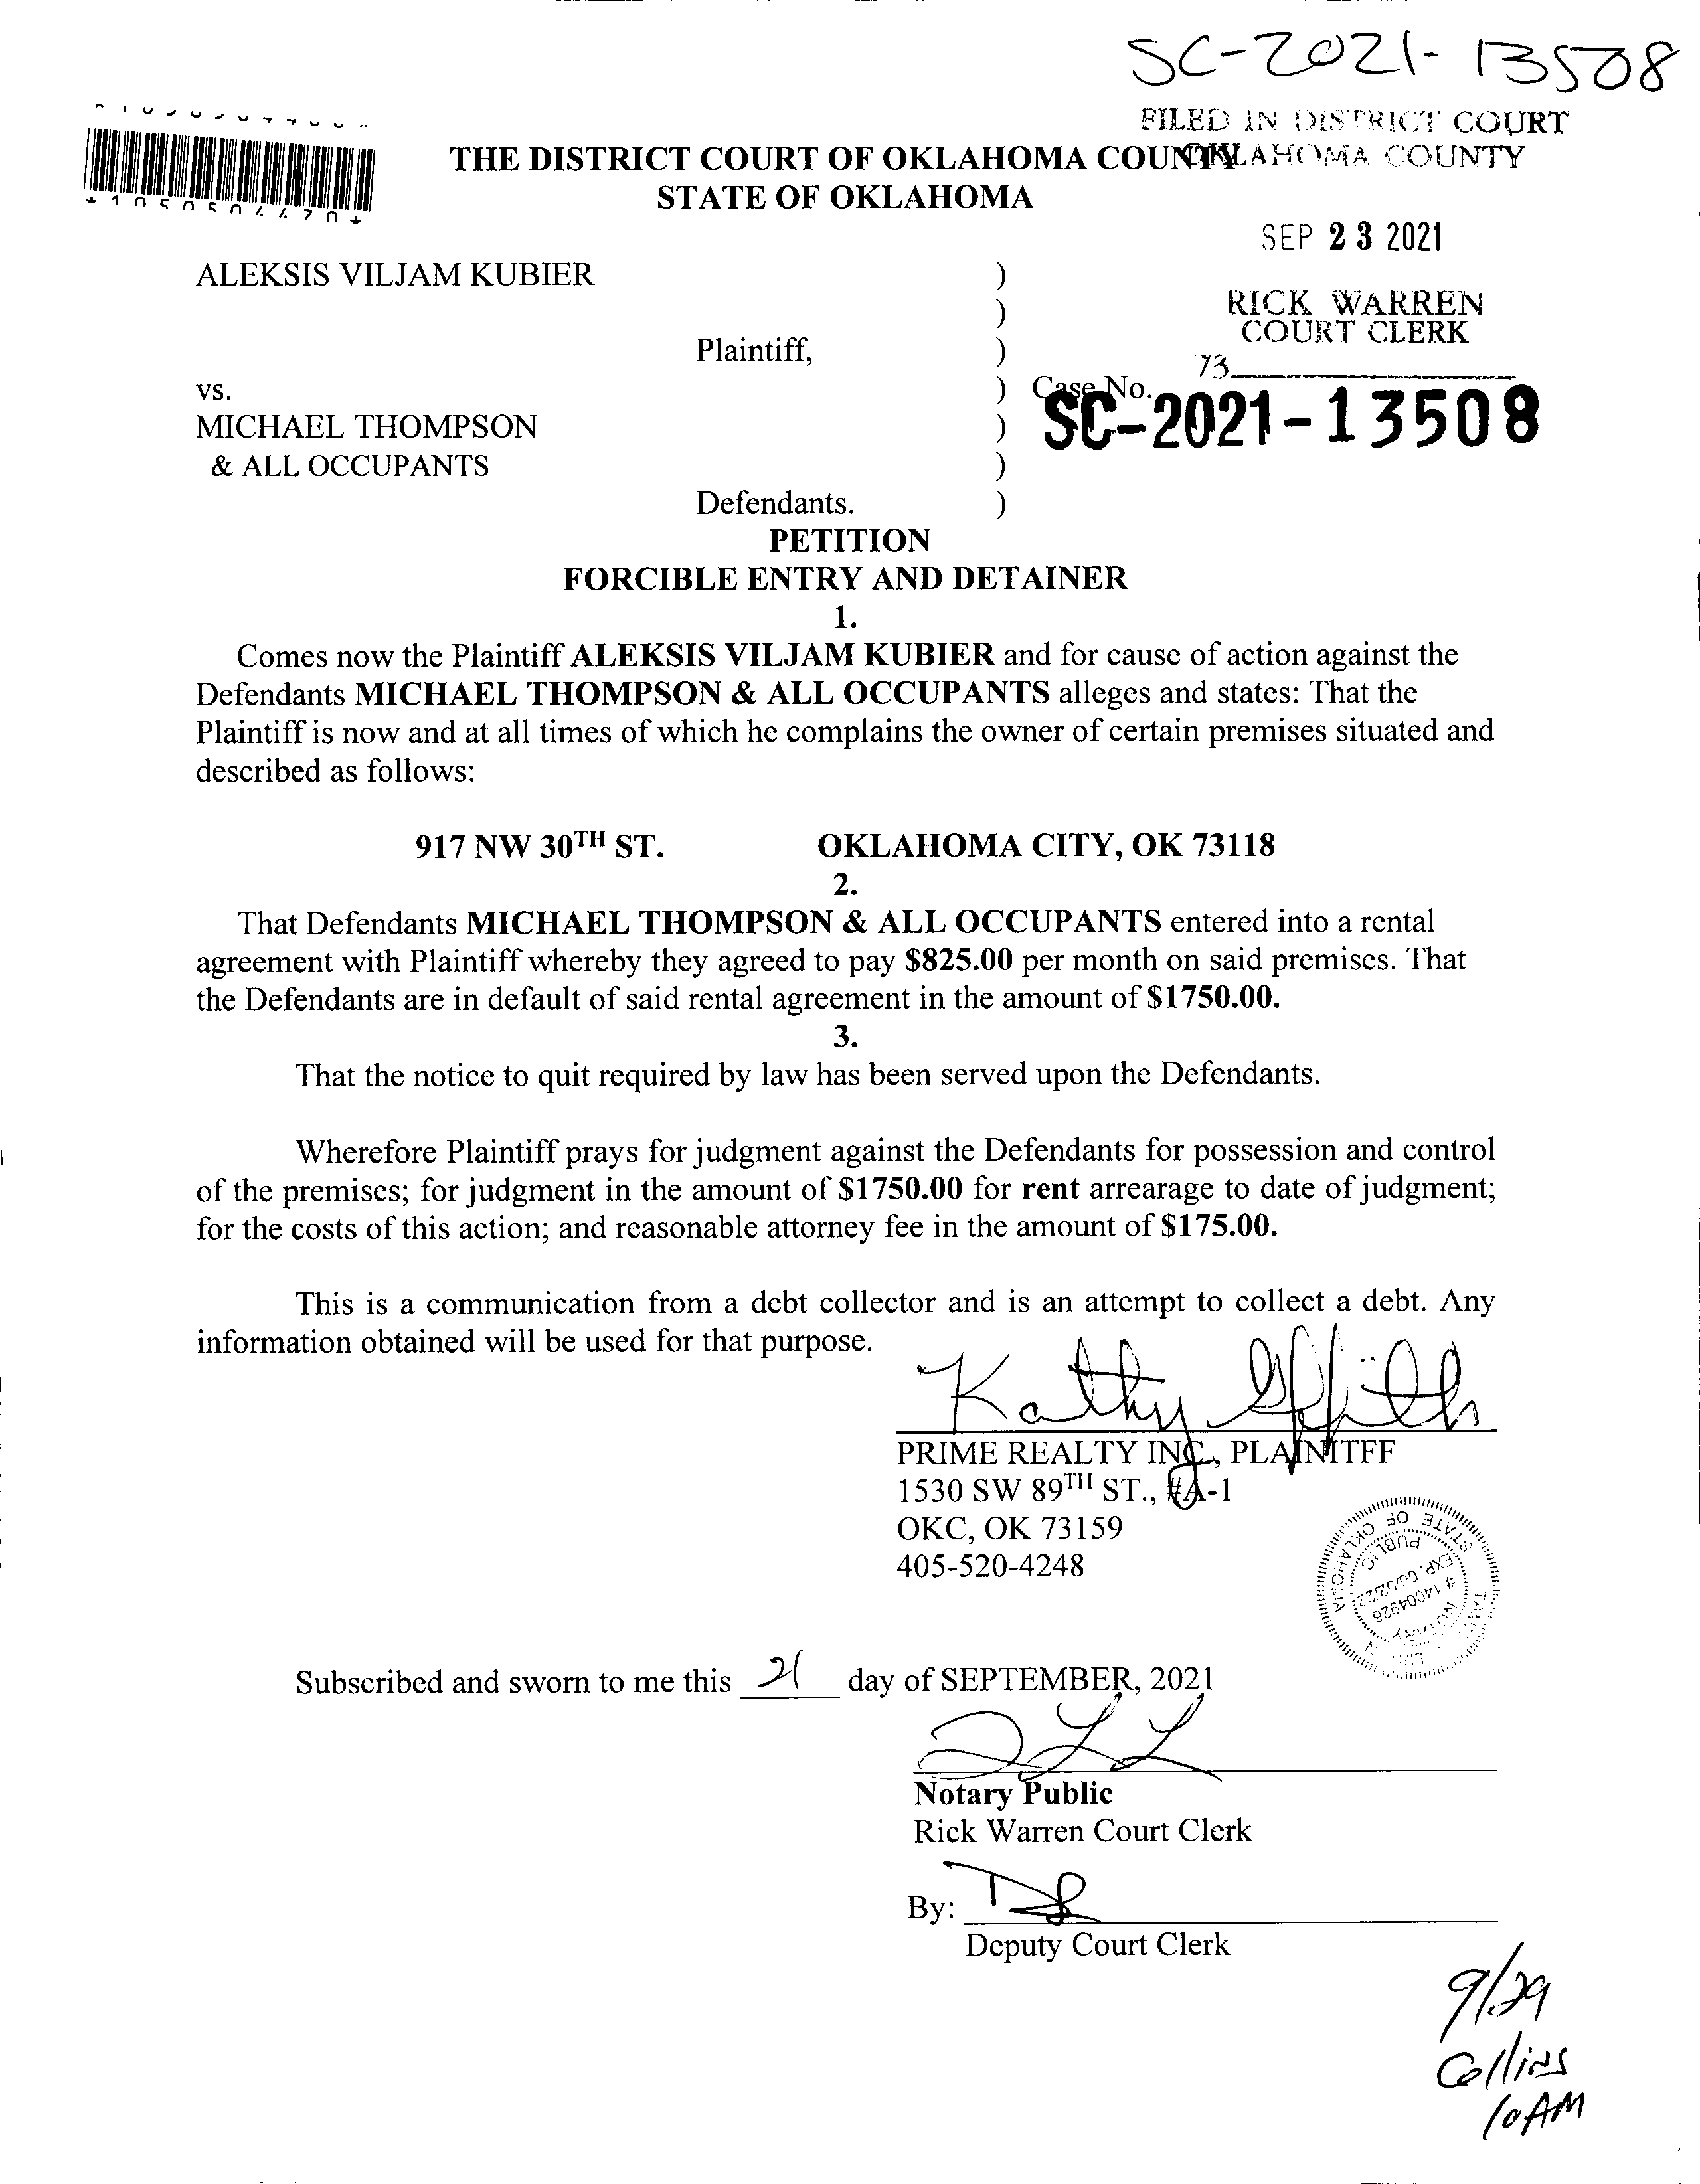 SC-2021-13508
FILED IN DISTRICT COURT
OKLAHOMA COUNTY
THE DISTRICT COURT OF OKLAHOMA COUNTY
STATE OF OKLAHOMA
*1050504470*
SEP 23 2021
ALEKSIS VILJAM KUBIER )
)
RICK WARREN
COURT CLERK
Plaintiff, )
73
vs. ) Case No.
SC-2021-13508
MICHAEL THOMPSON )
& ALL OCCUPANTS )
Defendants. )
PETITION
FORCIBLE ENTRY AND DETAINER
1.
Comes now the Plaintiff ALEKSIS VILJAM KUBIER and for cause of action against the
Defendants MICHAEL THOMPSON & ALL OCCUPANTS alleges and states: That the
Plaintiff is now and at all times of which he complains the owner of certain premises situated and
described as follows:
917 NW 30TH ST. OKLAHOMA CITY, OK 73118
2.
That Defendants MICHAEL THOMPSON & ALL OCCUPANTS entered into a rental
agreement with Plaintiff whereby they agreed to pay $825.00 per month on said premises. That
the Defendants are in default of said rental agreement in the amount of $1750.00.
3.
That the notice to quit required by law has been served upon the Defendants.
Wherefore Plaintiff prays for judgment against the Defendants for possession and control
of the premises; for judgment in the amount of $1750.00 for rent arrearage to date of judgment;
for the costs of this action; and reasonable attorney fee in the amount of $175.00.
This is a communication from a debt collector and is an attempt to collect a debt. Any
information obtained will be used for that purpose.
Kathy Griffith
PRIME REALTY INC., PLAINITFF
1530 SW 89TH ST., #A-1
OKC, OK 73159
405-520-4248
STATE OF OKLAHOMA
NOTARY PUBLIC
# 14004926
EXP. 06/02/22
Subscribed and sworn to me this 21 day of SEPTEMBER, 2021
Notary Public
Rick Warren Court Clerk
By:
Deputy Court Clerk
9/29
Collins
10 AM